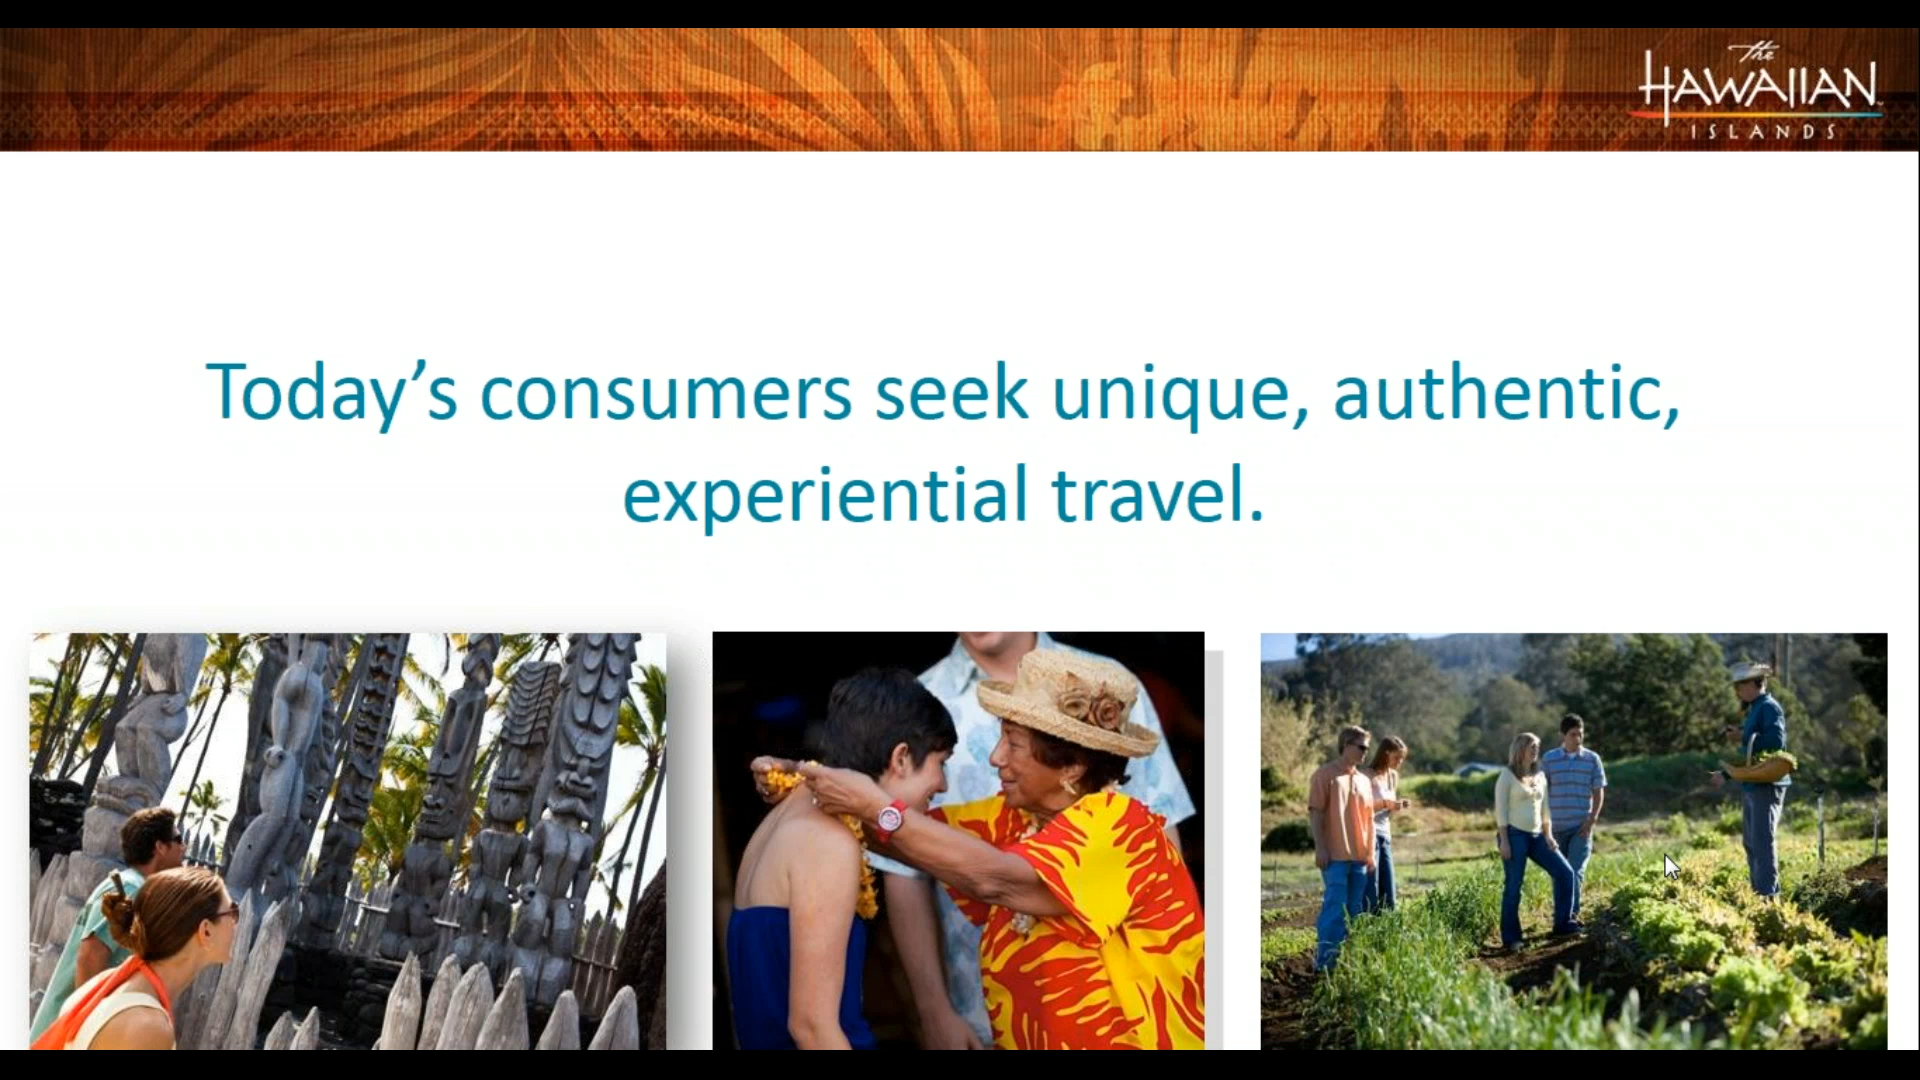 the
HAWAIIAN
ISLANDS
Today’s consumers seek unique, authentic,
experiential travel.